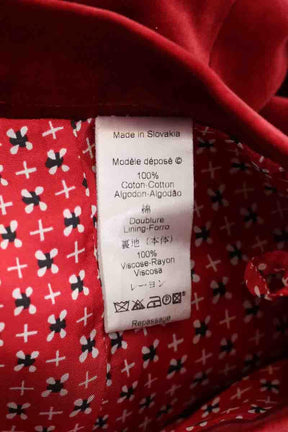 Made in Slovakia
Modèle déposé ©
100%
Coton-Cotton
Algodon-Algodão
綿
Doublure
Lining-Forro
裏地（本体）
100%
Viscose-Rayon
Viscosa
レーヨン
Repassage